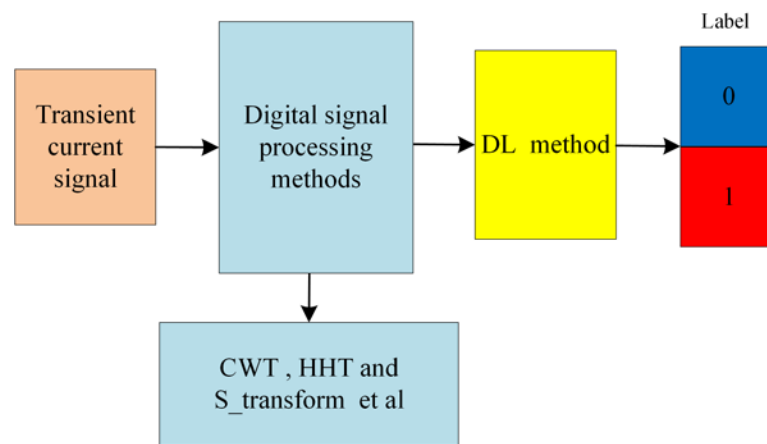 Label
Transient
current
signal
Digital signal
processing
methods
DL method
0
1
CWT , HHT and
S_transform et al